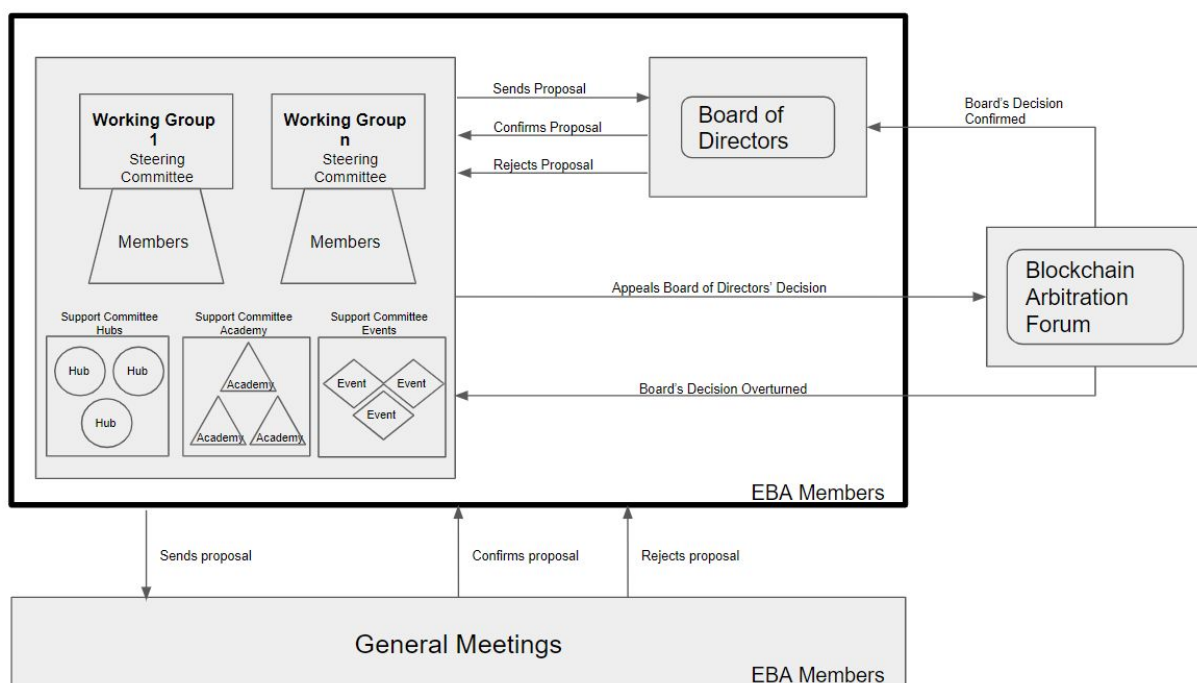 Working Group
1
Steering
Committee
Members
Working Group
n
Steering
Committee
Members
Support Committee
Hubs
Hub
Hub
Hub
Support Committee
Academy
Academy
Academy
Academy
Support Committee
Events
Event
Event
Event
Sends Proposal
Confirms Proposal
Rejects Proposal
Board of
Directors
Board's Decision
Confirmed
Appeals Board of Directors' Decision
Blockchain
Arbitration
Forum
Board's Decision Overturned
EBA Members
Sends proposal
Confirms proposal
Rejects proposal
General Meetings
EBA Members